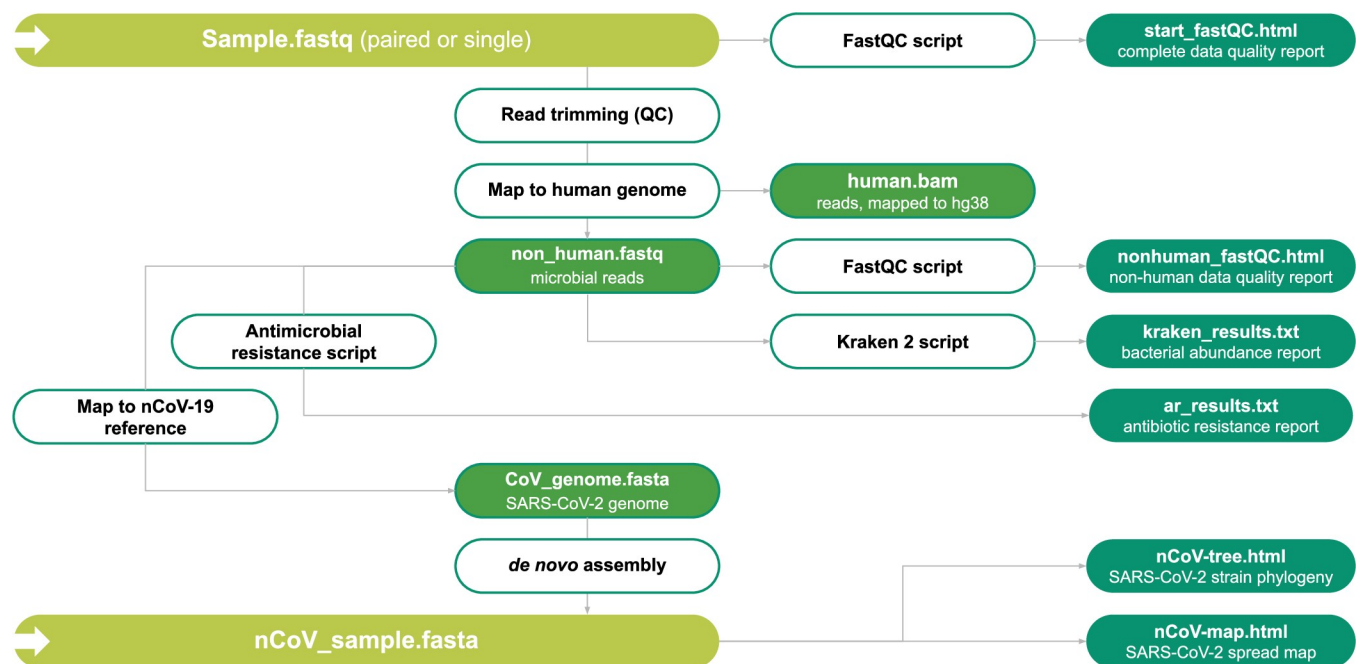 Sample.fastq (paired or single)
FastQC script
start_fastQC.html
complete data quality report
Read trimming (QC)
Map to human genome
human.bam
reads, mapped to hg38
non_human.fastq
microbial reads
FastQC script
nonhuman_fastQC.html
non-human data quality report
Antimicrobial
resistance script
Kraken 2 script
kraken_results.txt
bacterial abundance report
Map to nCoV-19
reference
ar_results.txt
antibiotic resistance report
CoV_genome.fasta
SARS-CoV-2 genome
de novo assembly
nCoV-tree.html
SARS-CoV-2 strain phylogeny
nCoV_sample.fasta
nCoV-map.html
SARS-CoV-2 spread map